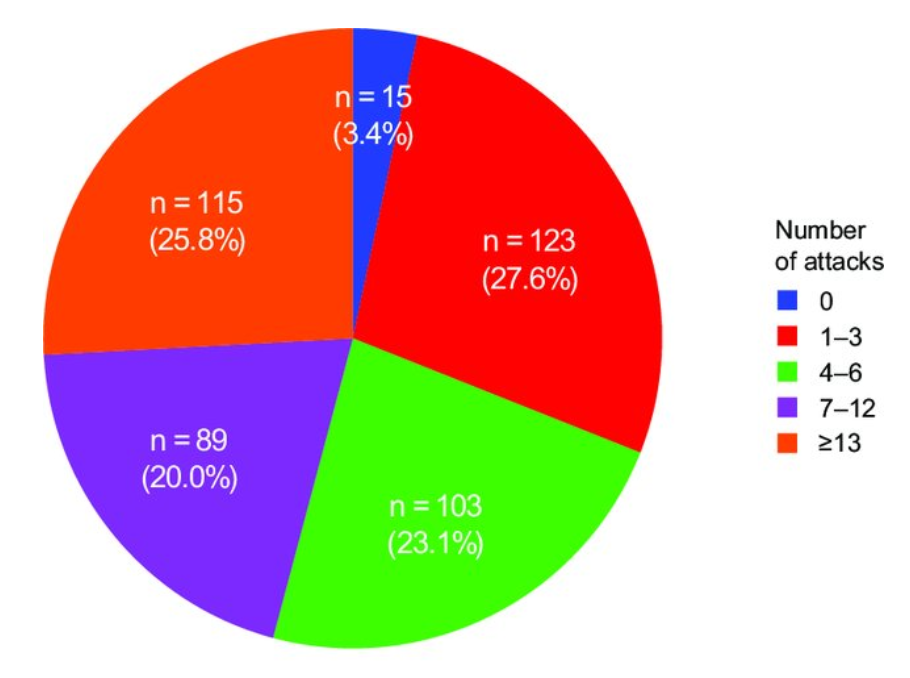 n = 15
(3.4%)
n = 115
(25.8%)
n = 123
(27.6%)
n = 89
(20.0%)
n = 103
(23.1%)
Number
of attacks
0
1–3
4–6
7–12
≥13